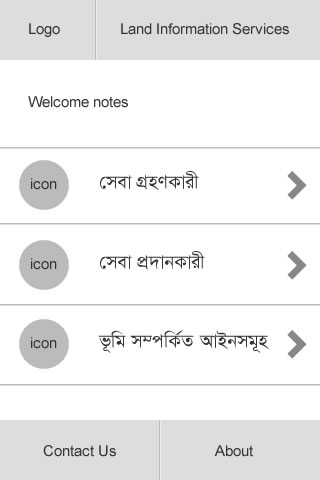 Logo
Land Information Services
Welcome notes
icon
সেবা গ্রহণকারী
icon
সেবা প্রদানকারী
icon
ভূমি সম্পর্কিত আইনসমূহ
Contact Us
About